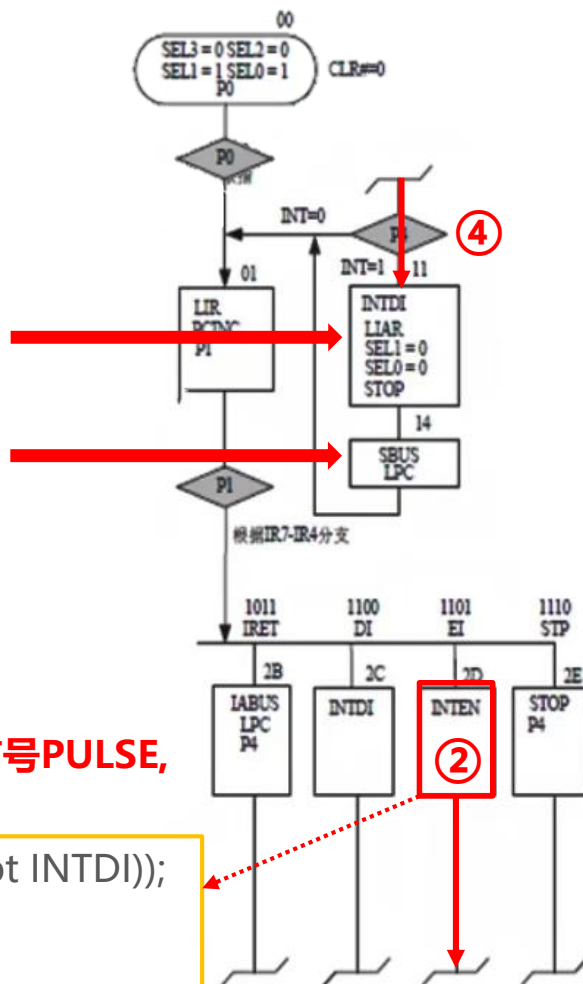 00
SEL3 = 0 SEL2 = 0
SEL1 = 1 SEL0 = 1
P0
CLR#=0
P0
INT=0
④
INT=1
11
01
LIR
P1
INTDI
LIAR
SEL1 = 0
SEL0 = 0
STOP
14
SBUS
LPC
P1
根据IR7-IR4分支
1011
IRET
1100
DI
1101
EI
1110
STP
2B
2C
2D
2E
IABUS
LPC
P4
INTDI
INTEN
②
STOP
P4
号PULSE,
ot INTDI));